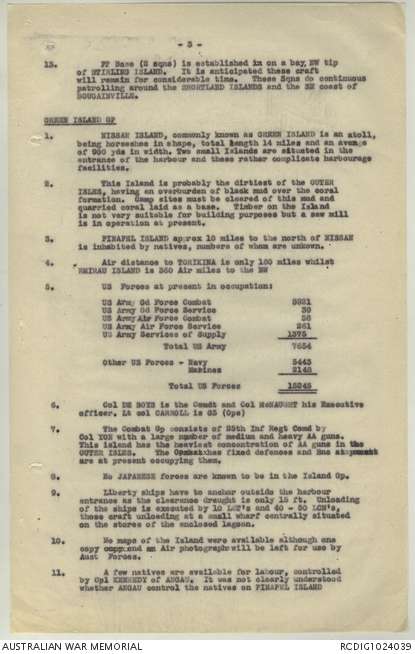 - 3 -
13. PT Base (2 sqns) is established in on a bay, NW tip
of STIRLING ISLAND. It is anticipated these craft
will remain for considerable time. These Sqns do continuous
patrolling around the SHORTLAND ISLANDS and the NE coast of
BOUGAINVILLE.
GREEN ISLAND GP
1. NISSAN ISLAND, commonly known as GREEN ISLAND is an atoll,
being horseshoe in shape, total length 14 miles and an average
of 900 yds in width. Two small Islands are situated in the
entrance of the harbour and these rather complicate harbourage
facilities.
2. This Island is probably the dirtiest of the OUTER
ISLES, having an overburden of black mud over the coral
formation. Camp sites must be cleared of this mud and
quarried coral laid as a base. Timber on the Island
is not very suitable for building purposes but a saw mill
is in operation at present.
3. PINAPEL ISLAND approx 10 miles to the north of NISSAN
is inhabited by natives, numbers of whom are unknown.
4. Air distance to TOROKINA is only 150 miles whilst
EMIRAU ISLAND is 360 Air miles to the NW
5. US Forces at present in occupation:
US Army Gd Force Combat 5931
US Army Gd Force Service 30
US Army Air Force Combat
US Army Air Force Service 261
US Army Services of Supply 1375
Total US Army 7654
Other US Forces - Navy 5443
Marines 2148
Total US Forces 15245
6. Col DE BOYS is the Comdt and Col McNAUGHT his Executive
officer. Lt col CARROLL is G3 (Ops)
7. The Combat Gp consists of 25th Inf Regt Comd by
Col YON with a large number of medium and heavy AA guns.
This island has the heaviest concentration of AA guns in the
OUTER ISLES. The has fixed defences and Bns
are at present occupying them.
8. No JAPANESE forces are known to be in the Island Gp.
9. Liberty ships have to anchor outside the harbour
entrance as the clearance draught is only 15 ft. Unloading
of the ships is executed by 10 LCT's and 40 - 50 LCM's,
these craft unloading at a small wharf centrally situated
on the stores of the enclosed lagoon.
10. No maps of the Island were available although one
copy and an Air photograph will be left for use by
Aust Forces.
11. A few natives are available for labour, controlled
by Cpl KENNEDY of ANGAU. It was not clearly understood
whether ANGAU control the natives on PINAPEL ISLAND
AUSTRALIAN WAR MEMORIAL
RCDIG1024039